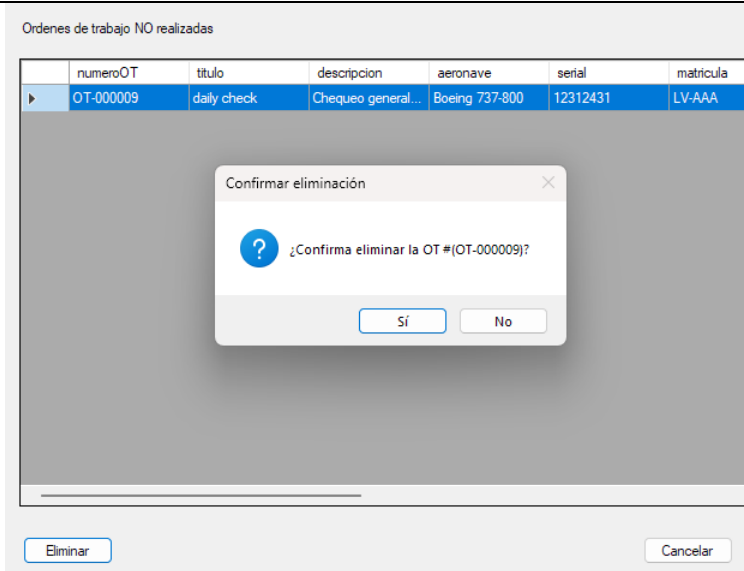 Ordenes de trabajo NO realizadas
numeroOT titulo descripcion aeronave serial matricula
OT-000009 daily check Chequeo general... Boeing 737-800 12312431 LV-AAA
Confirmar eliminación
¿Confirma eliminar la OT #(OT-000009)?
Sí No
Eliminar Cancelar